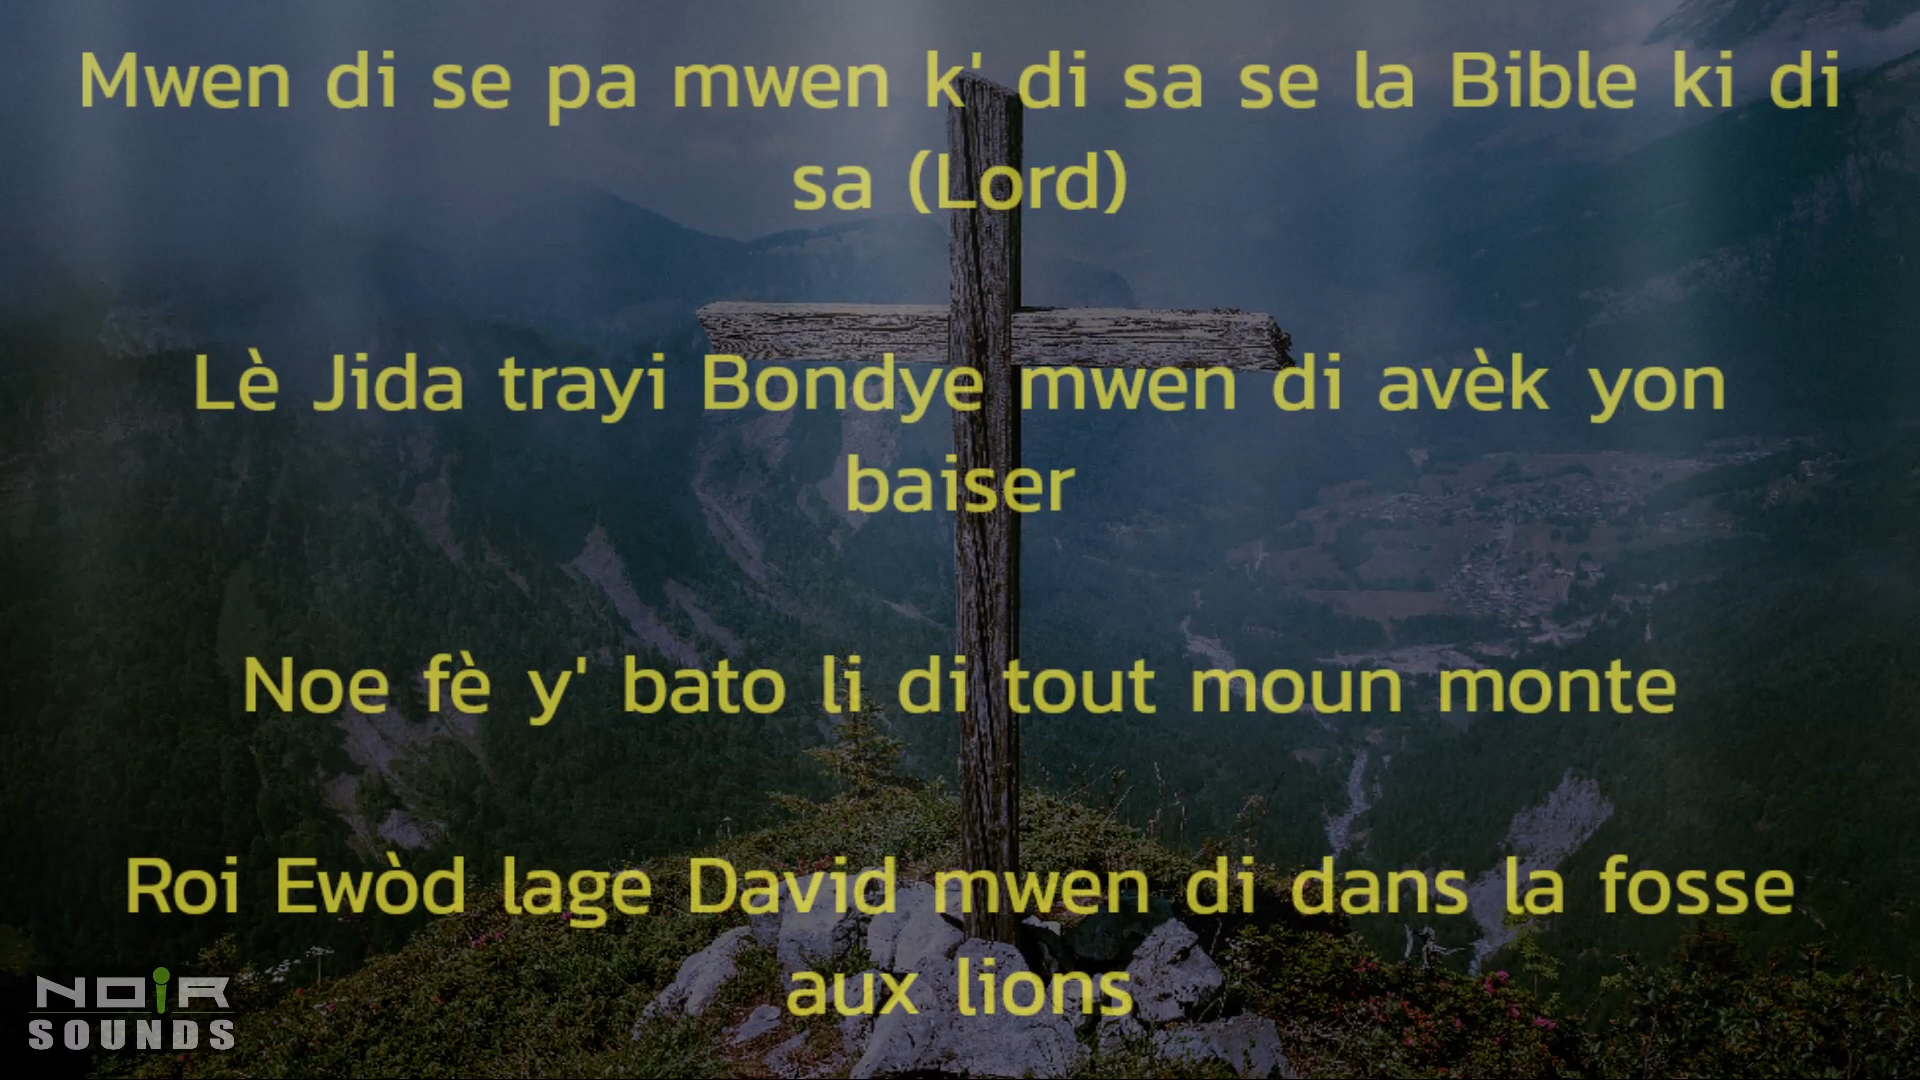 Mwen di se pa mwen k' di sa se la Bible ki di
sa (Lord)
Lè Jida trayi Bondye mwen di avèk yon
baiser
Noe fè y' bato li di tout moun monte
Roi Ewòd lage David mwen di dans la fosse
aux lions
NOIR
SOUNDS